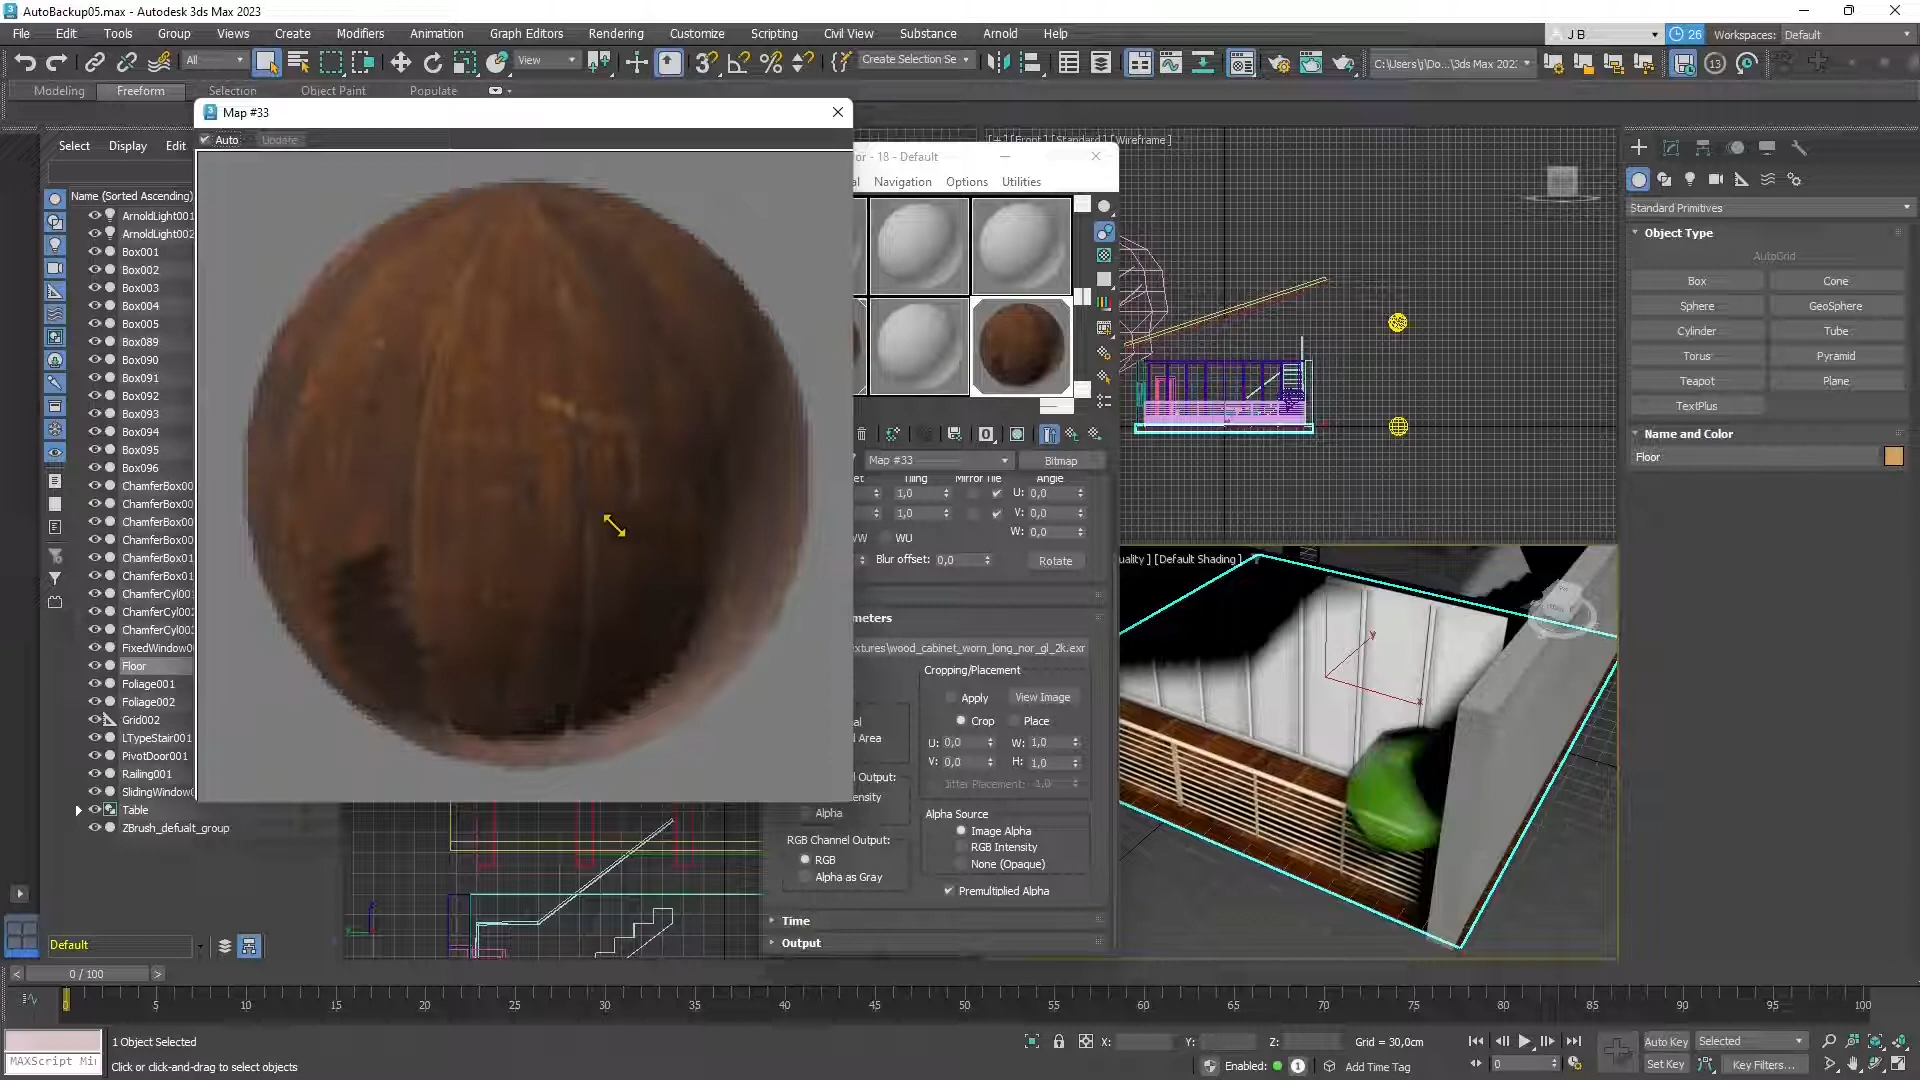 AutoBackup05.max - Autodesk 3ds Max 2023
File Edit Tools Group Views Create Modifiers Animation Graph Editors Rendering Customize Scripting Civil View Substance Arnold Help
J B 26 Workspaces: Default
All View Create Selection Se C:\Users\j\Do...\3ds Max 202 13
Modeling Freeform Selection Object Paint Populate
Map #33
Auto Update
Select Display Edit
Name (Sorted Ascending)
ArnoldLight001
ArnoldLight002
Box001
Box002
Box003
Box004
Box005
Box089
Box090
Box091
Box092
Box093
Box094
Box095
Box096
ChamferBox00
ChamferBox00
ChamferBox00
ChamferBox00
ChamferBox01
ChamferBox01
ChamferCyl001
ChamferCyl002
ChamferCyl003
FixedWindow0
Floor
Foliage001
Foliage002
Grid002
LTypeStair001
PivotDoor001
Railing001
SlidingWindow
Table
ZBrush_defualt_group
Default
[+] [Front] [Standard] [Wireframe]
or - 18 - Default
al Navigation Options Utilities
Map #33 Bitmap
et Tiling Mirror Tile Angle
1,0 U: 0,0
1,0 V: 0,0
W: 0,0
VW WU
Blur offset: 0,0 Rotate
meters
xtures\wood_cabinet_worn_long_nor_gl_2k.exr
Cropping/Placement
Apply View Image
Crop Place
U: 0,0 W: 1,0
V: 0,0 H: 1,0
Jitter Placement: 1,0
al
d Area
l Output:
ensity
Alpha
RGB Channel Output:
RGB
Alpha as Gray
Alpha Source
Image Alpha
RGB Intensity
None (Opaque)
Premultiplied Alpha
Time
Output
uality] [Default Shading]
Standard Primitives
Object Type
AutoGrid
Box Cone
Sphere GeoSphere
Cylinder Tube
Torus Pyramid
Teapot Plane
TextPlus
Name and Color
Floor
0 / 100
0 5 10 15 20 25 30 35 40 45 50 55 60 65 70 75 80 85 90 95 100
1 Object Selected
Click or click-and-drag to select objects
MAXScript Mi
X: Y: Z: Grid = 30,0cm
Enabled: 1 Add Time Tag
0
Auto Key Selected
Set Key Key Filters...